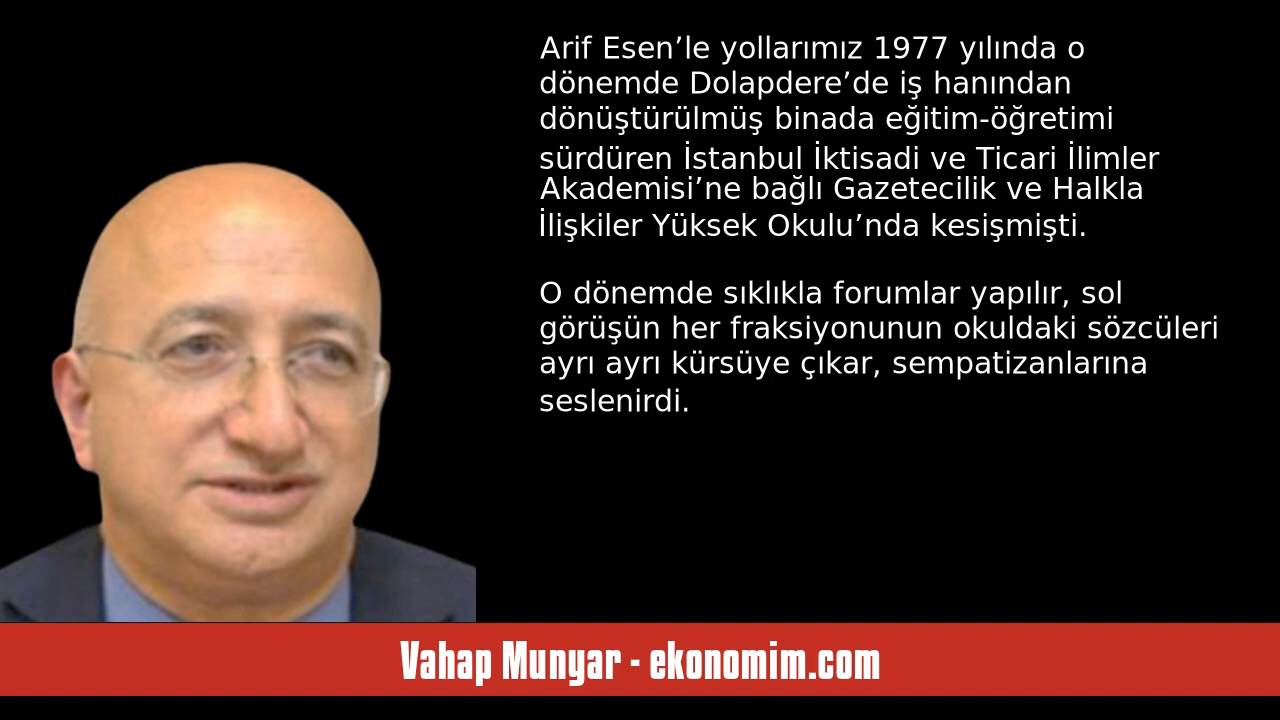 Arif Esen’le yollarımız 1977 yılında o
dönemde Dolapdere’de iş hanından
dönüştürülmüş binada eğitim-öğretimi
sürdüren İstanbul İktisadi ve Ticari İlimler
Akademisi’ne bağlı Gazetecilik ve Halkla
İlişkiler Yüksek Okulu’nda kesişmişti.
O dönemde sıklıkla forumlar yapılır, sol
görüşün her fraksiyonunun okuldaki sözcüleri
ayrı ayrı kürsüye çıkar, sempatizanlarına
seslenirdi.
Vahap Munyar - ekonomim.com